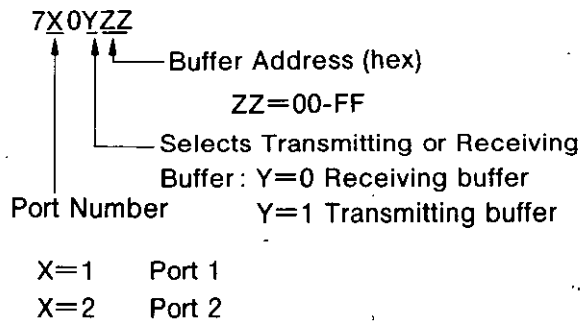 7X0YZZ
Buffer Address (hex)
ZZ=00-FF
Selects Transmitting or Receiving
Buffer: Y=0 Receiving buffer
Port Number Y=1 Transmitting buffer
X=1 Port 1
X=2 Port 2